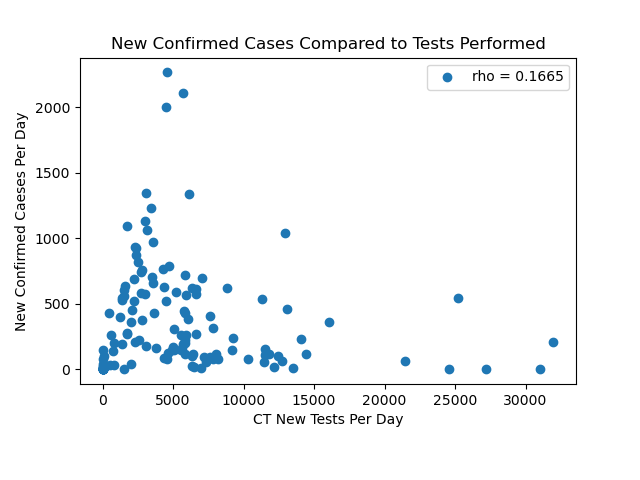 New Confirmed Cases Compared to Tests Performed
rho = 0.1665
New Confirmed Caeses Per Day
2000
1500
1000
500
0
0 5000 10000 15000 20000 25000 30000
CT New Tests Per Day